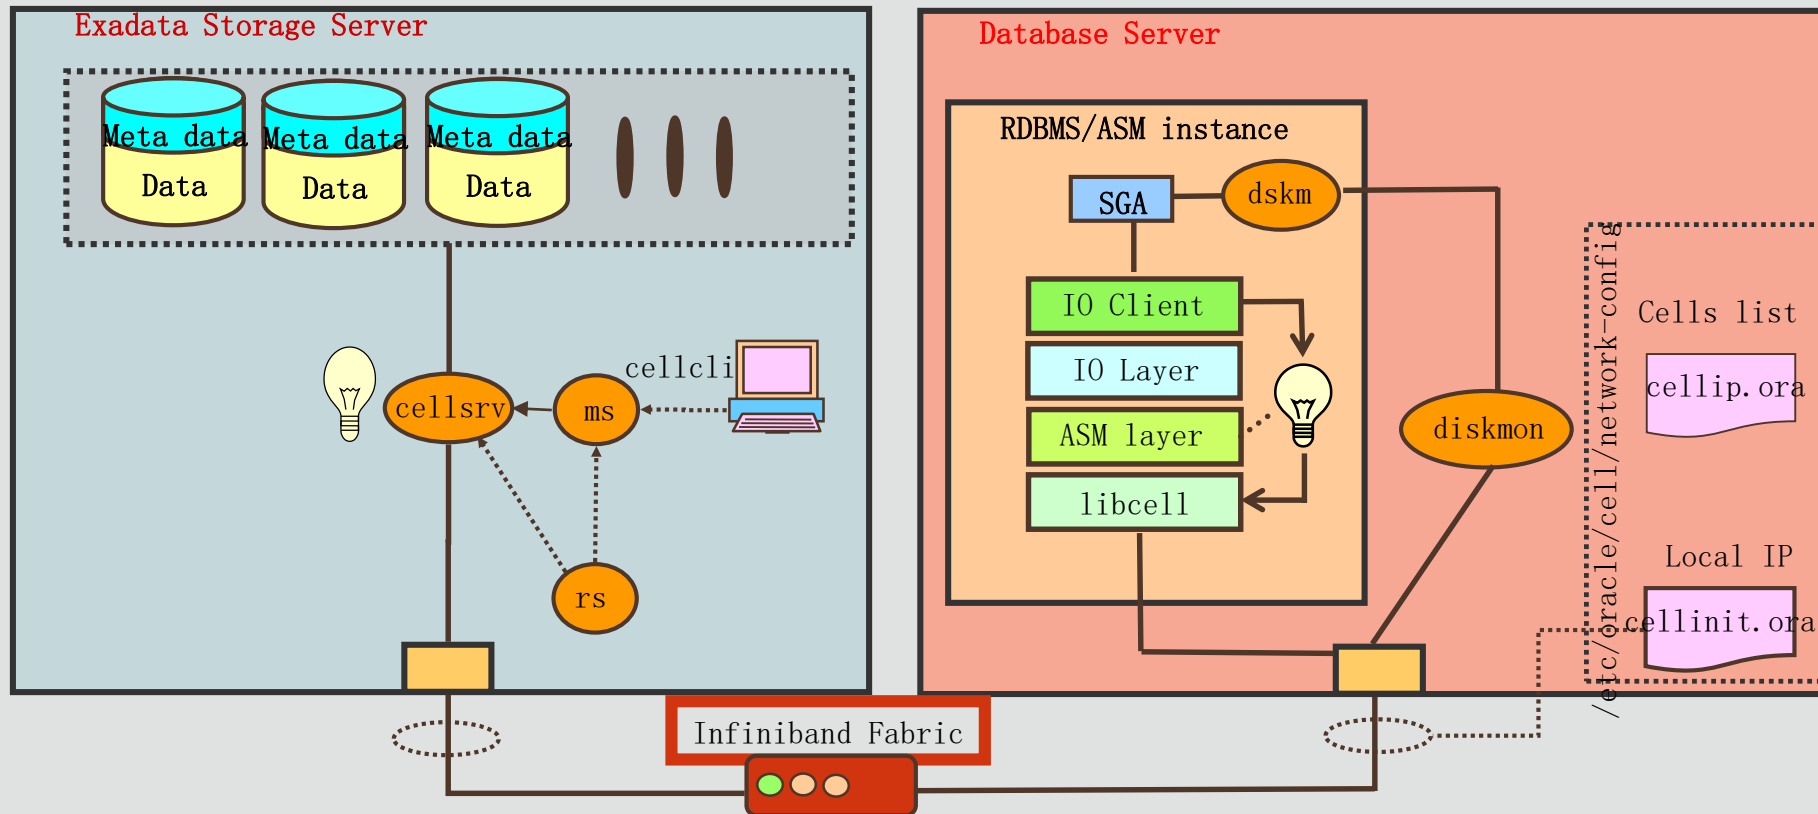 Exadata Storage Server
Meta data
Data
Meta data
Data
Meta data
Data
cellsrv
ms
cellcli
rs
Database Server
RDBMS/ASM instance
SGA
dskm
IO Client
IO Layer
ASM layer
libcell
diskmon
/etc/oracle/cell/network-config
Cells list
cellip.ora
Local IP
cellinit.ora
Infiniband Fabric